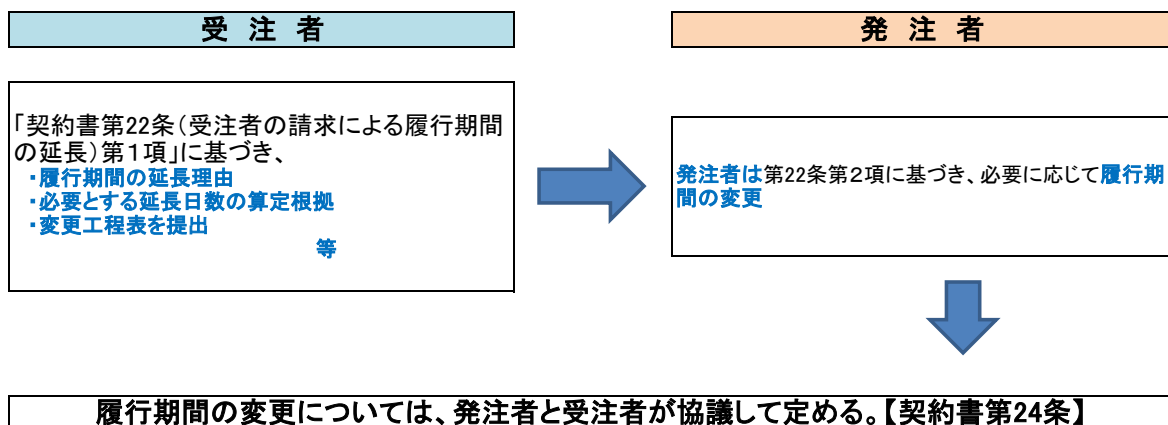 受 注 者
発 注 者
「契約書第22条（受注者の請求による履行期間
の延長）第１項」に基づき、
・履行期間の延長理由
・必要とする延長日数の算定根拠
・変更工程表を提出
等
発注者は第22条第２項に基づき、必要に応じて履行期
間の変更
履行期間の変更については、発注者と受注者が協議して定める。【契約書第24条】